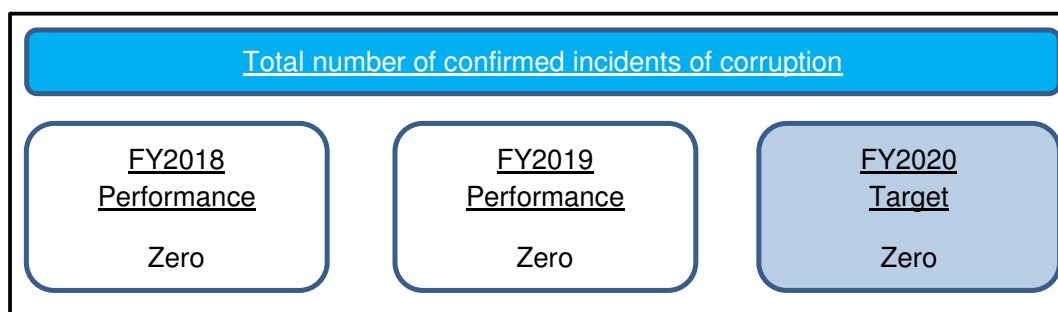 Total number of confirmed incidents of corruption
FY2018
Performance
Zero
FY2019
Performance
Zero
FY2020
Target
Zero